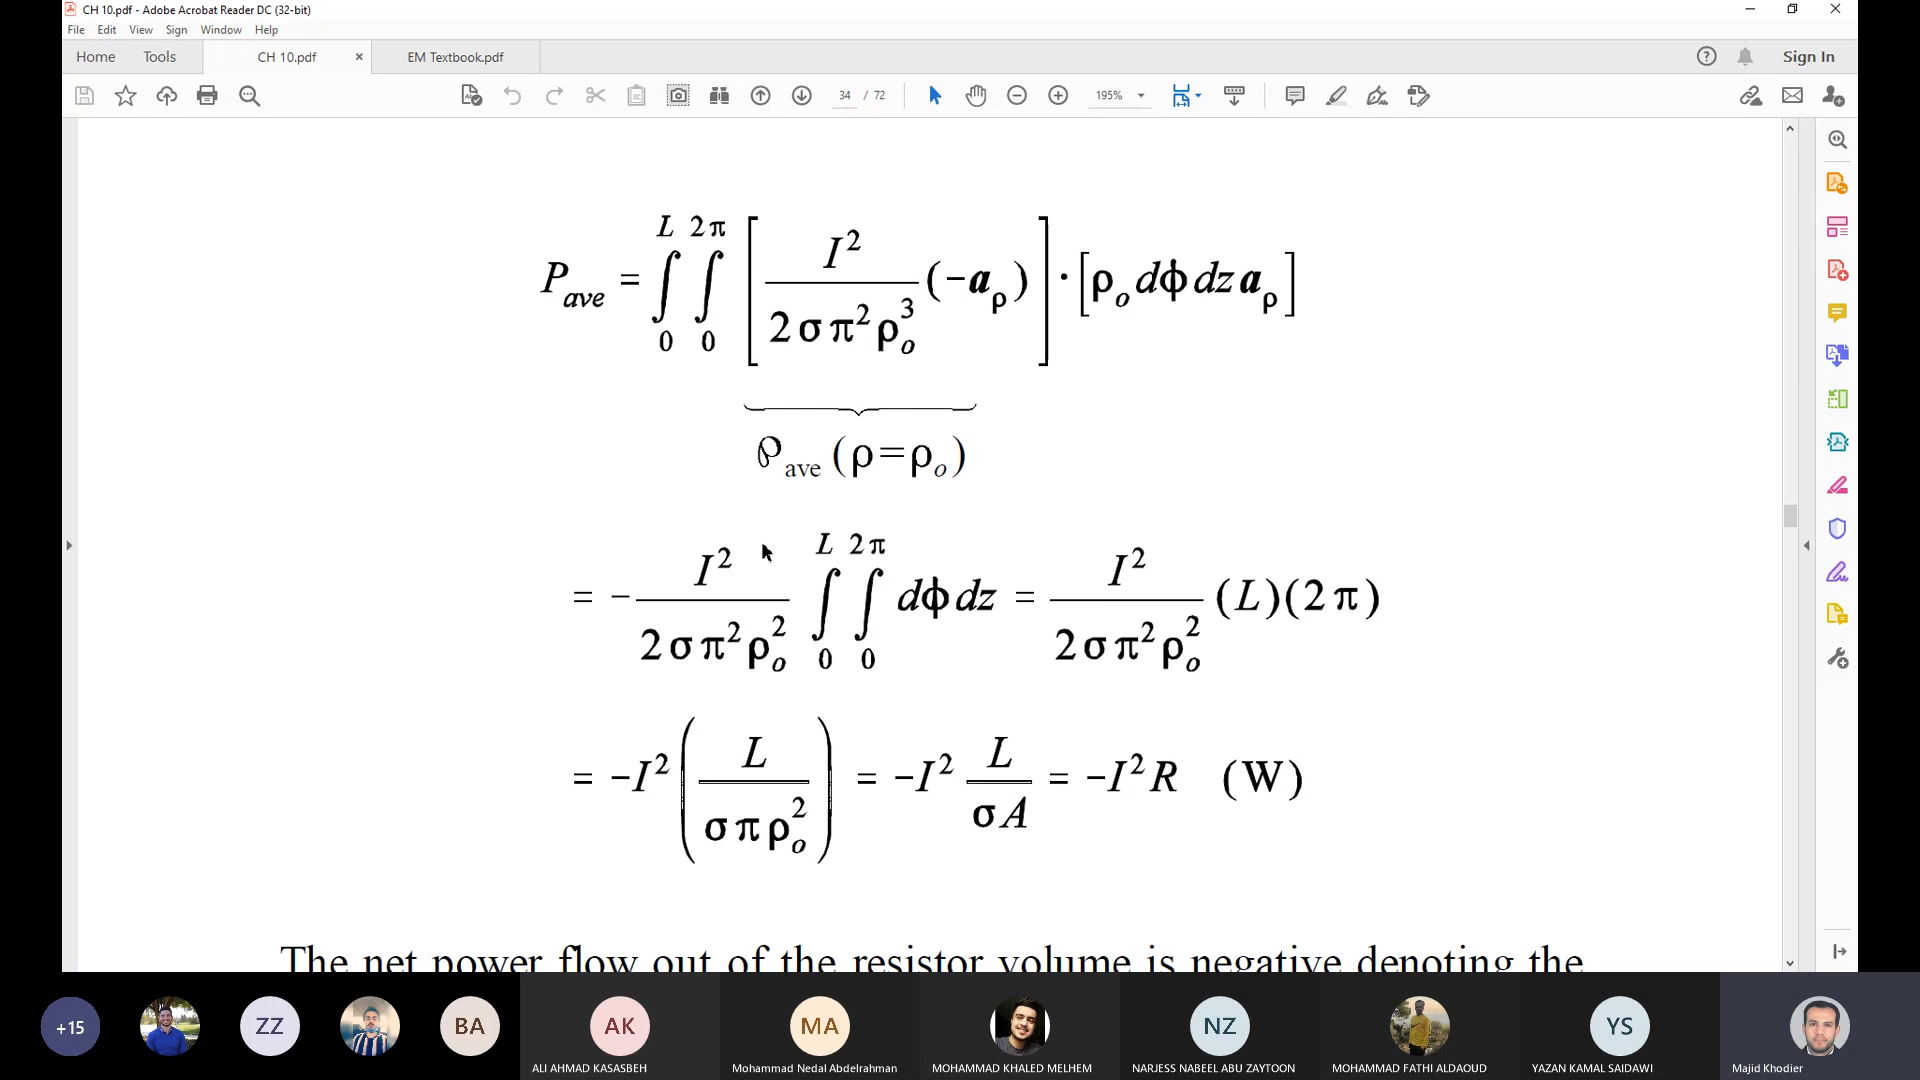 CH 10.pdf - Adobe Acrobat Reader DC (32-bit)
File Edit View Sign Window Help
Home Tools CH 10.pdf × EM Textbook.pdf Sign In
34 / 72 195%
P_ave = ∫_0^L ∫_0^{2π} [ I² / (2σπ²ρ_o³) (−a_ρ) ] · [ρ_o dϕ dz a_ρ]
℘_ave (ρ=ρ_o)
= − I² / (2σπ²ρ_o²) ∫_0^L ∫_0^{2π} dϕ dz = I² / (2σπ²ρ_o²) (L)(2π)
= −I² ( L / (σπρ_o²) ) = −I² L / (σA) = −I² R (W)
The net power flow out of the resistor volume is negative denoting the
+15 ZZ BA AK MA NZ YS
ALI AHMAD KASASBEH Mohammad Nedal Abdelrahman MOHAMMAD KHALED MELHEM NARJESS NABEEL ABU ZAYTOON MOHAMMAD FATHI ALDAOUD YAZAN KAMAL SAIDAWI Majid Khodier